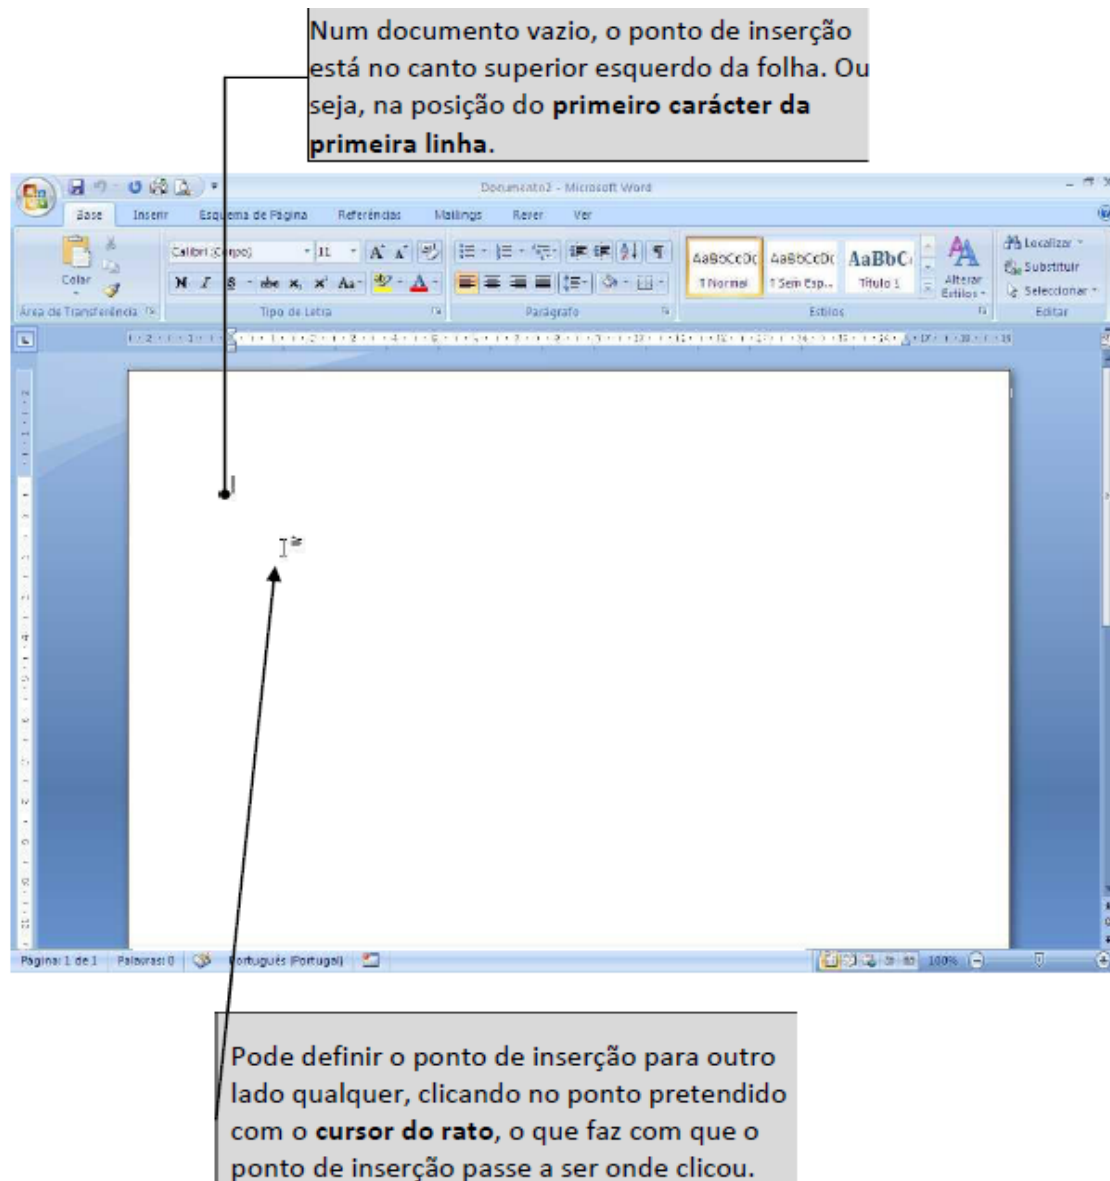 Num documento vazio, o ponto de inserção
está no canto superior esquerdo da folha. Ou
seja, na posição do primeiro carácter da
primeira linha.
Documento2 - Microsoft Word
Base Inserir Esquema de Página Referências Mailings Rever Ver
Calibri (Corpo) 11
AaBbCcDc AaBbCcDc AaBbC
Localizar
Substituir
Seleccionar
Colar
N I S abc x, x' Aa A
¶ Normal ¶ Sem Esp... Título 1
Alterar
Estilos
Área de Transferência Tipo de Letra Parágrafo Estilos Editar
Página: 1 de 1 Palavras: 0 Português (Portugal) 100%
Pode definir o ponto de inserção para outro
lado qualquer, clicando no ponto pretendido
com o cursor do rato, o que faz com que o
ponto de inserção passe a ser onde clicou.